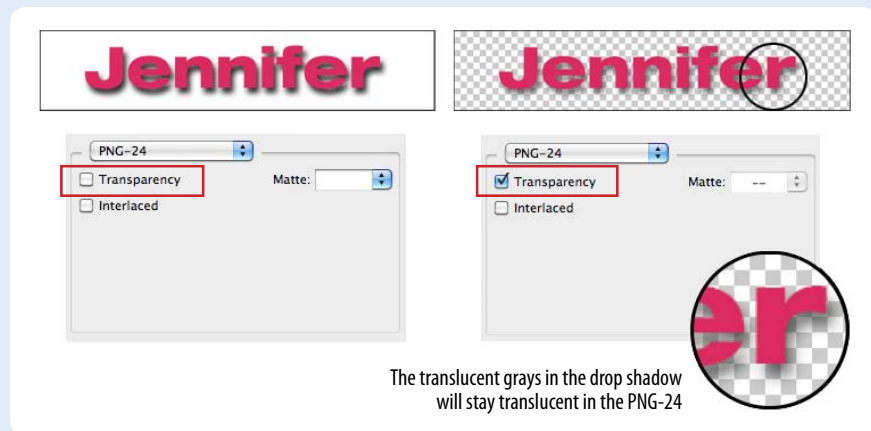 Jennifer
PNG-24
Transparency Matte:
Interlaced
Jennifer
PNG-24
Transparency Matte: --
Interlaced
er
The translucent grays in the drop shadow
will stay translucent in the PNG-24